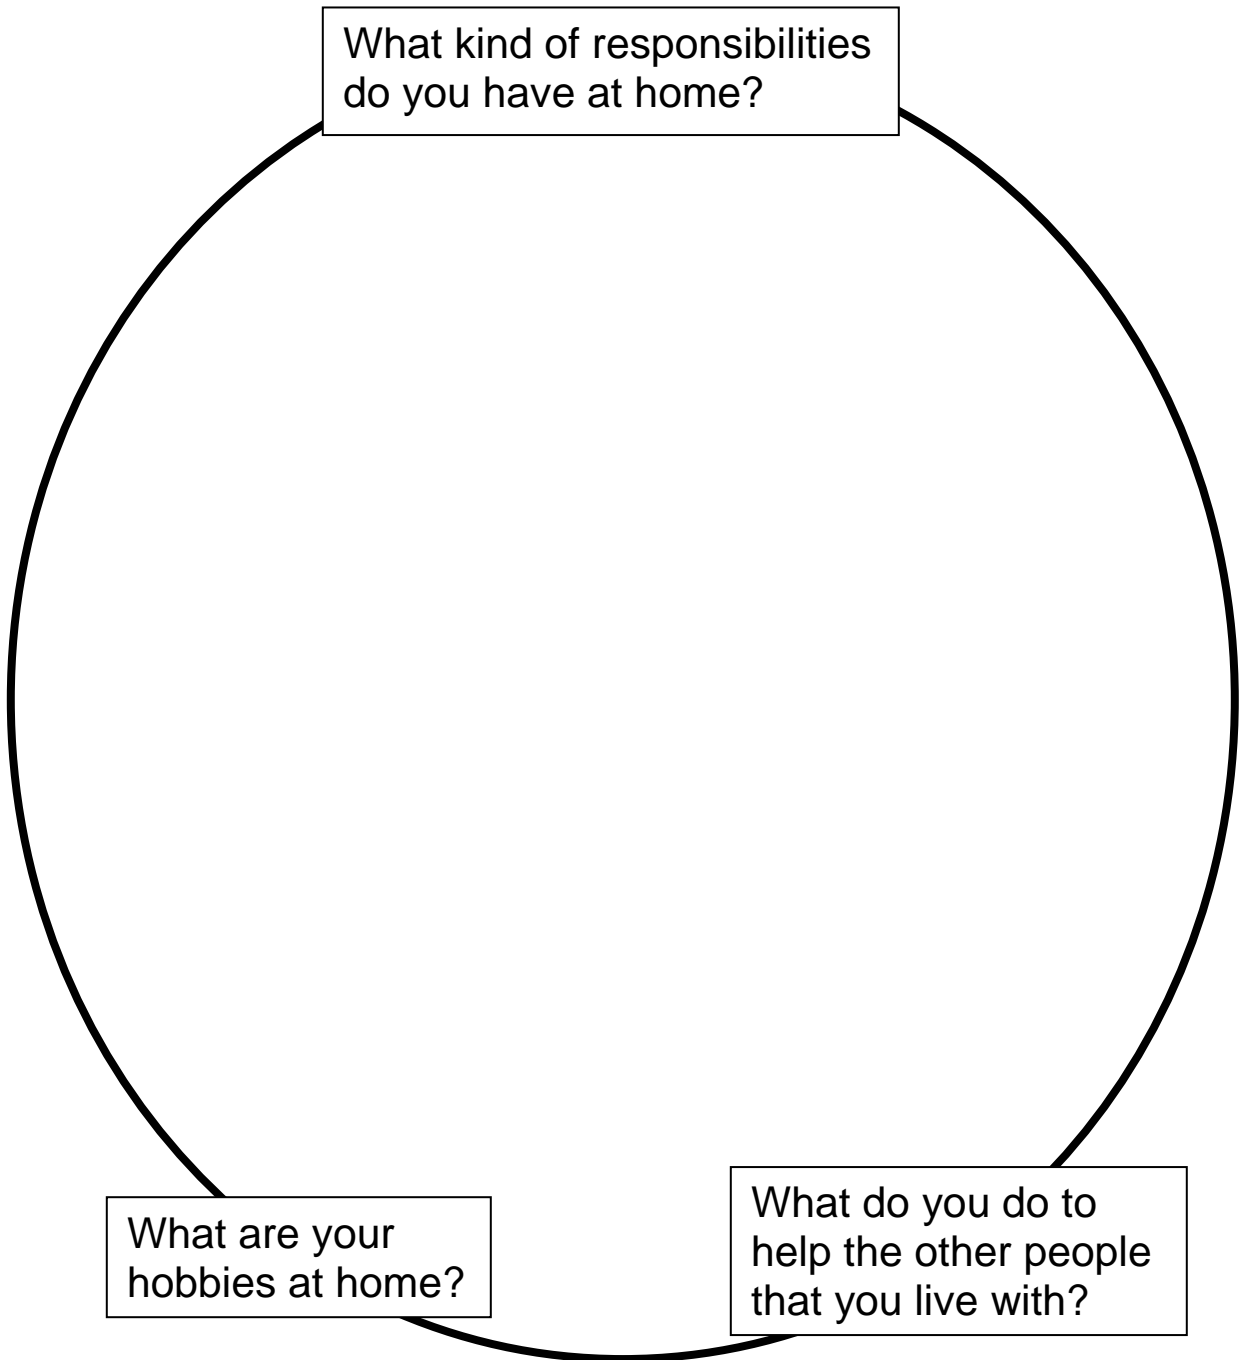 What kind of responsibilities
do you have at home?
What are your
hobbies at home?
What do you do to
help the other people
that you live with?